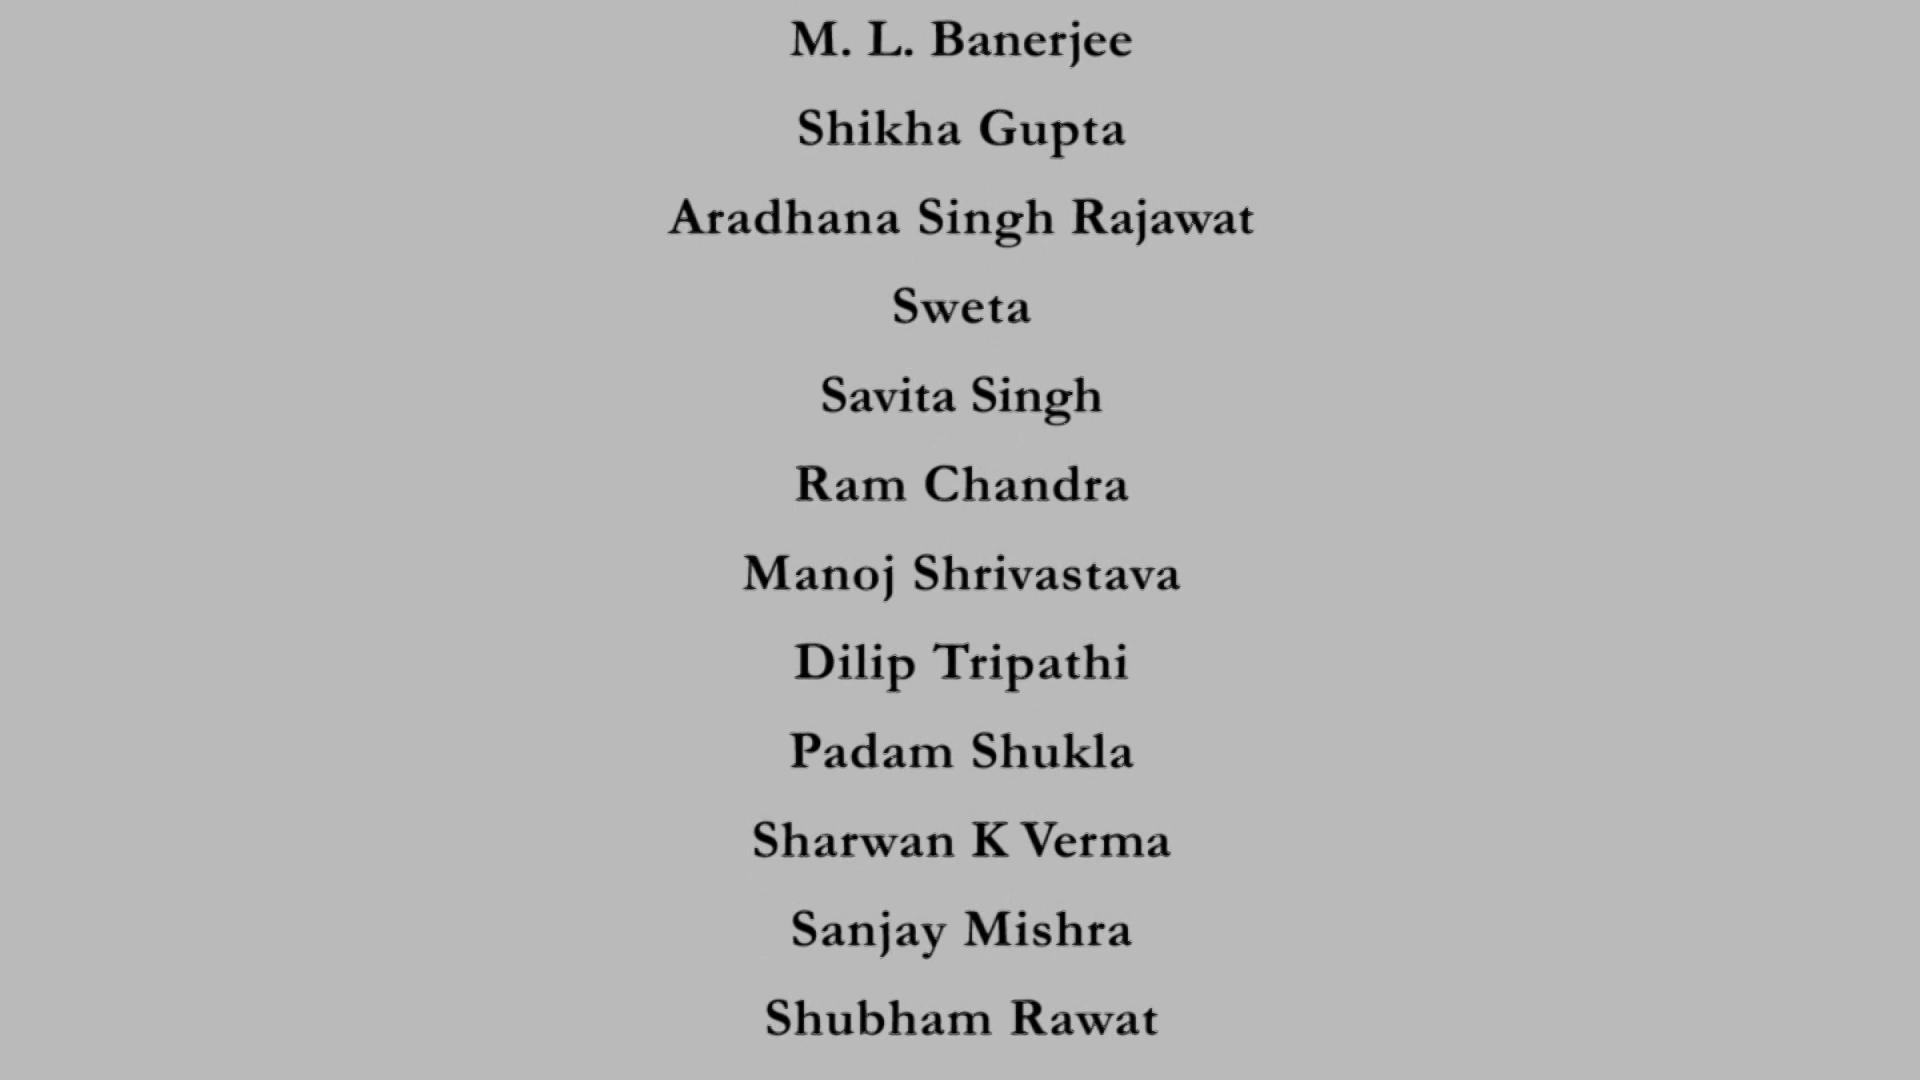 M. L. Banerjee
Shikha Gupta
Aradhana Singh Rajawat
Sweta
Savita Singh
Ram Chandra
Manoj Shrivastava
Dilip Tripathi
Padam Shukla
Sharwan K Verma
Sanjay Mishra
Shubham Rawat